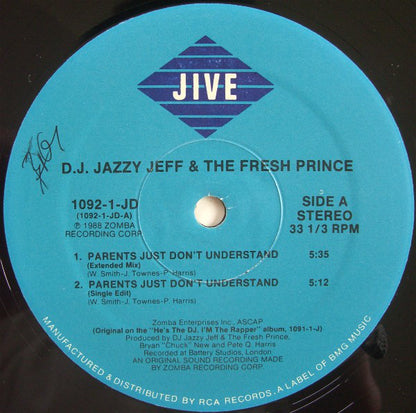 JIVE
D.J. JAZZY JEFF & THE FRESH PRINCE
1092-1-JD
(1092-1-JD-A)
℗ 1988 ZOMBA
RECORDING CORP.
SIDE A
STEREO
33 1/3 RPM
1. PARENTS JUST DON'T UNDERSTAND 5:35
(Extended Mix)
(W. Smith-J. Townes-P. Harris)
2. PARENTS JUST DON'T UNDERSTAND 5:12
(Single Edit)
(W. Smith-J. Townes-P. Harris)
Zomba Enterprises Inc., ASCAP
(Original on the "He's The DJ, I'M The Rapper" album, 1091-1-J)
Produced by DJ Jazzy Jeff & The Fresh Prince,
Bryan "Chuck" New and Pete Q. Harris
Recorded at Battery Studios, London
AN ORIGINAL SOUND RECORDING MADE
BY ZOMBA RECORDING CORP.
MANUFACTURED & DISTRIBUTED BY RCA RECORDS, A LABEL OF BMG MUSIC